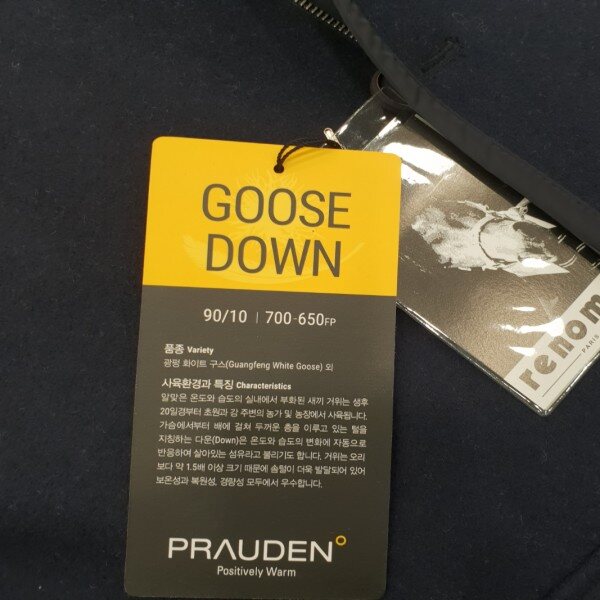 GOOSE
DOWN
90/10 | 700-650FP
품종 Variety
광펑 화이트 구스(Guangfeng White Goose) 외
사육환경과 특징 Characteristics
알맞은 온도와 습도의 실내에서 부화된 새끼 거위는 생후
20일경부터 초원과 강 주변의 농가 및 농장에서 사육됩니다.
가슴에서부터 배에 걸쳐 두꺼운 층을 이루고 있는 털을
지칭하는 다운(Down)은 온도와 습도의 변화에 자동으로
반응하여 살아있는 섬유라고 불리기도 합니다. 거위는 오리
보다 약 1.5배 이상 크기 때문에 솜털이 더욱 발달되어 있어
보온성과 복원성, 경량성 모두에서 우수합니다.
PRAUDEN
Positively Warm
renom
PARIS